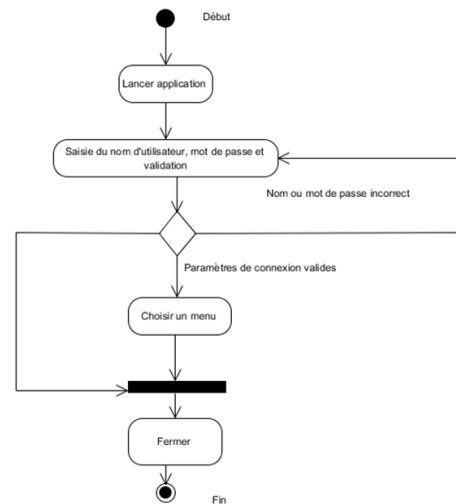 Début
Lancer application
Saisie du nom d'utilisateur, mot de passe et
validation
Nom ou mot de passe incorrect
Paramètres de connexion valides
Choisir un menu
Fermer
Fin